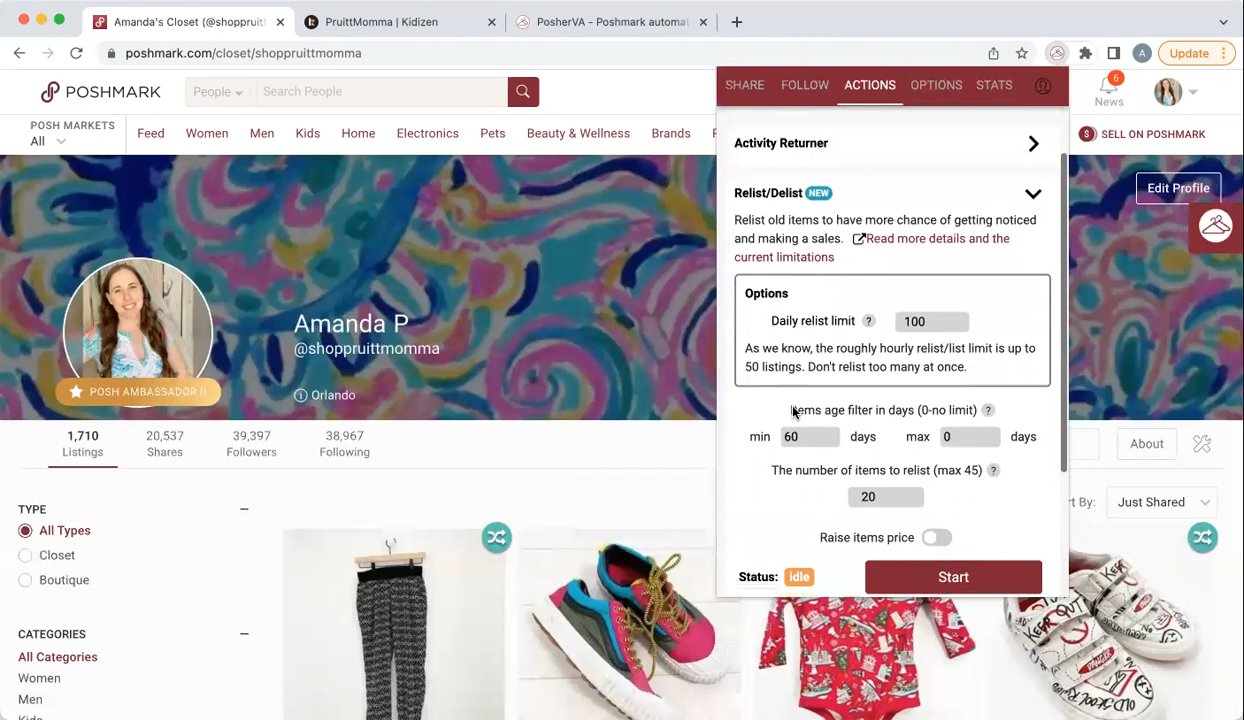 Amanda's Closet (@shoppruitt
PruittMomma | Kidizen
PosherVA - Poshmark automat
poshmark.com/closet/shoppruittmomma
A
Update
POSHMARK
People
Search People
6
News
POSH MARKETS
All
Feed
Women
Men
Kids
Home
Electronics
Pets
Beauty & Wellness
Brands
$ SELL ON POSHMARK
SHARE
FOLLOW
ACTIONS
OPTIONS
STATS
Activity Returner
Relist/Delist NEW
Relist old items to have more chance of getting noticed
and making a sales. Read more details and the
current limitations
Options
Daily relist limit ? 100
As we know, the roughly hourly relist/list limit is up to
50 listings. Don't relist too many at once.
Items age filter in days (0-no limit) ?
min 60 days max 0 days
The number of items to relist (max 45) ?
20
Raise items price
Status: idle
Start
Edit Profile
Amanda P
@shoppruittmomma
POSH AMBASSADOR II
Orlando
1,710
Listings
20,537
Shares
39,397
Followers
38,967
Following
About
rt By: Just Shared
TYPE
All Types
Closet
Boutique
CATEGORIES
All Categories
Women
Men
Kids